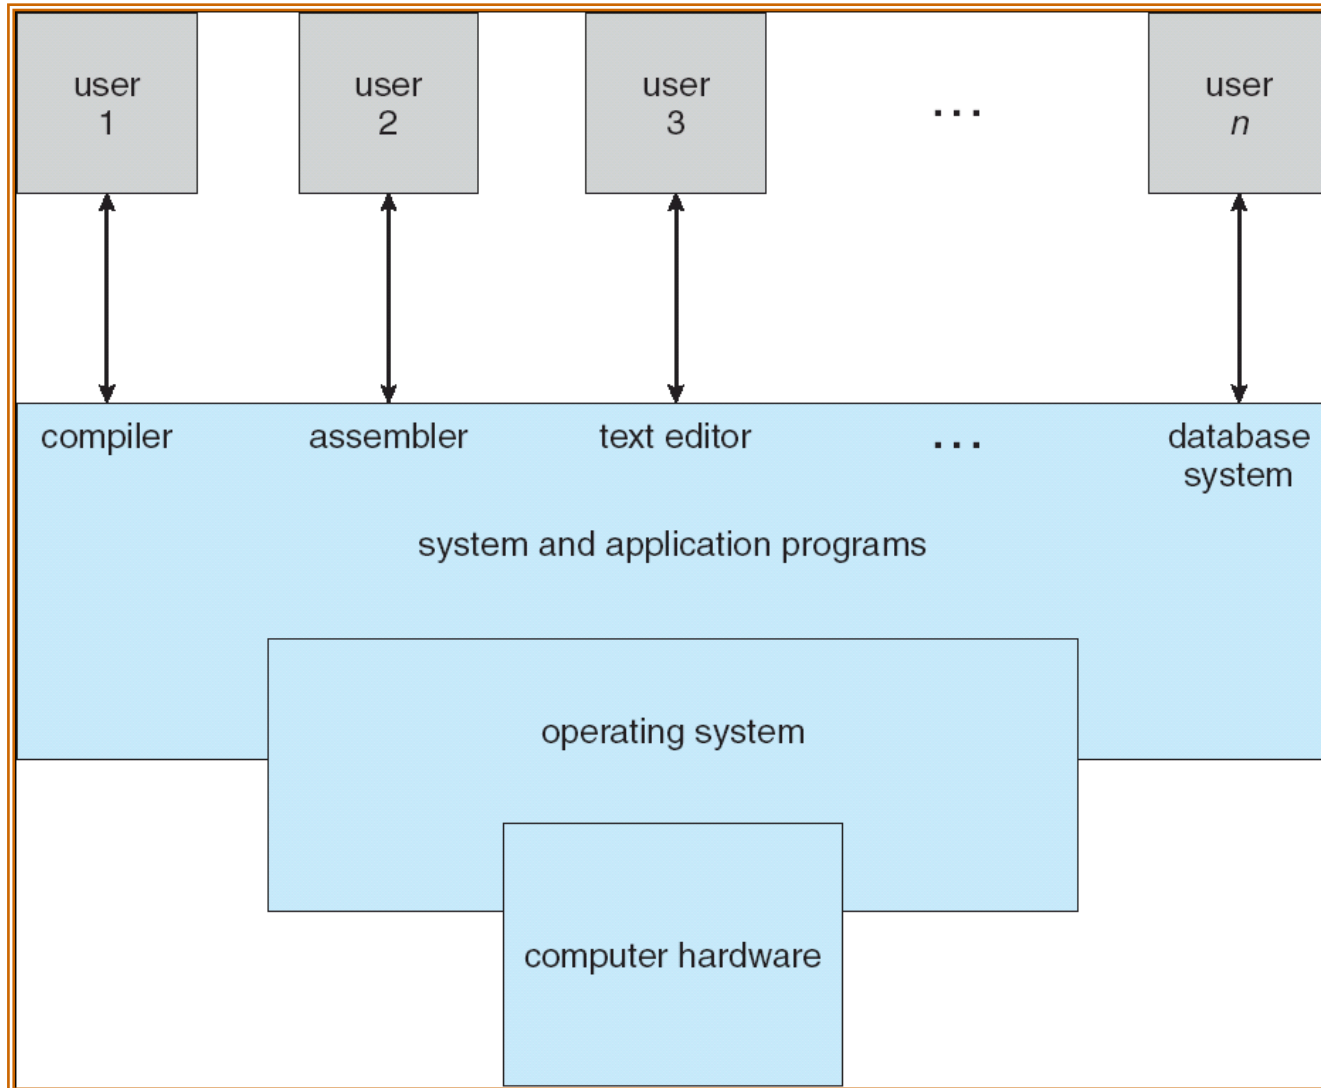 user
1
user
2
user
3
...
user
n
compiler
assembler
text editor
...
database
system
system and application programs
operating system
computer hardware